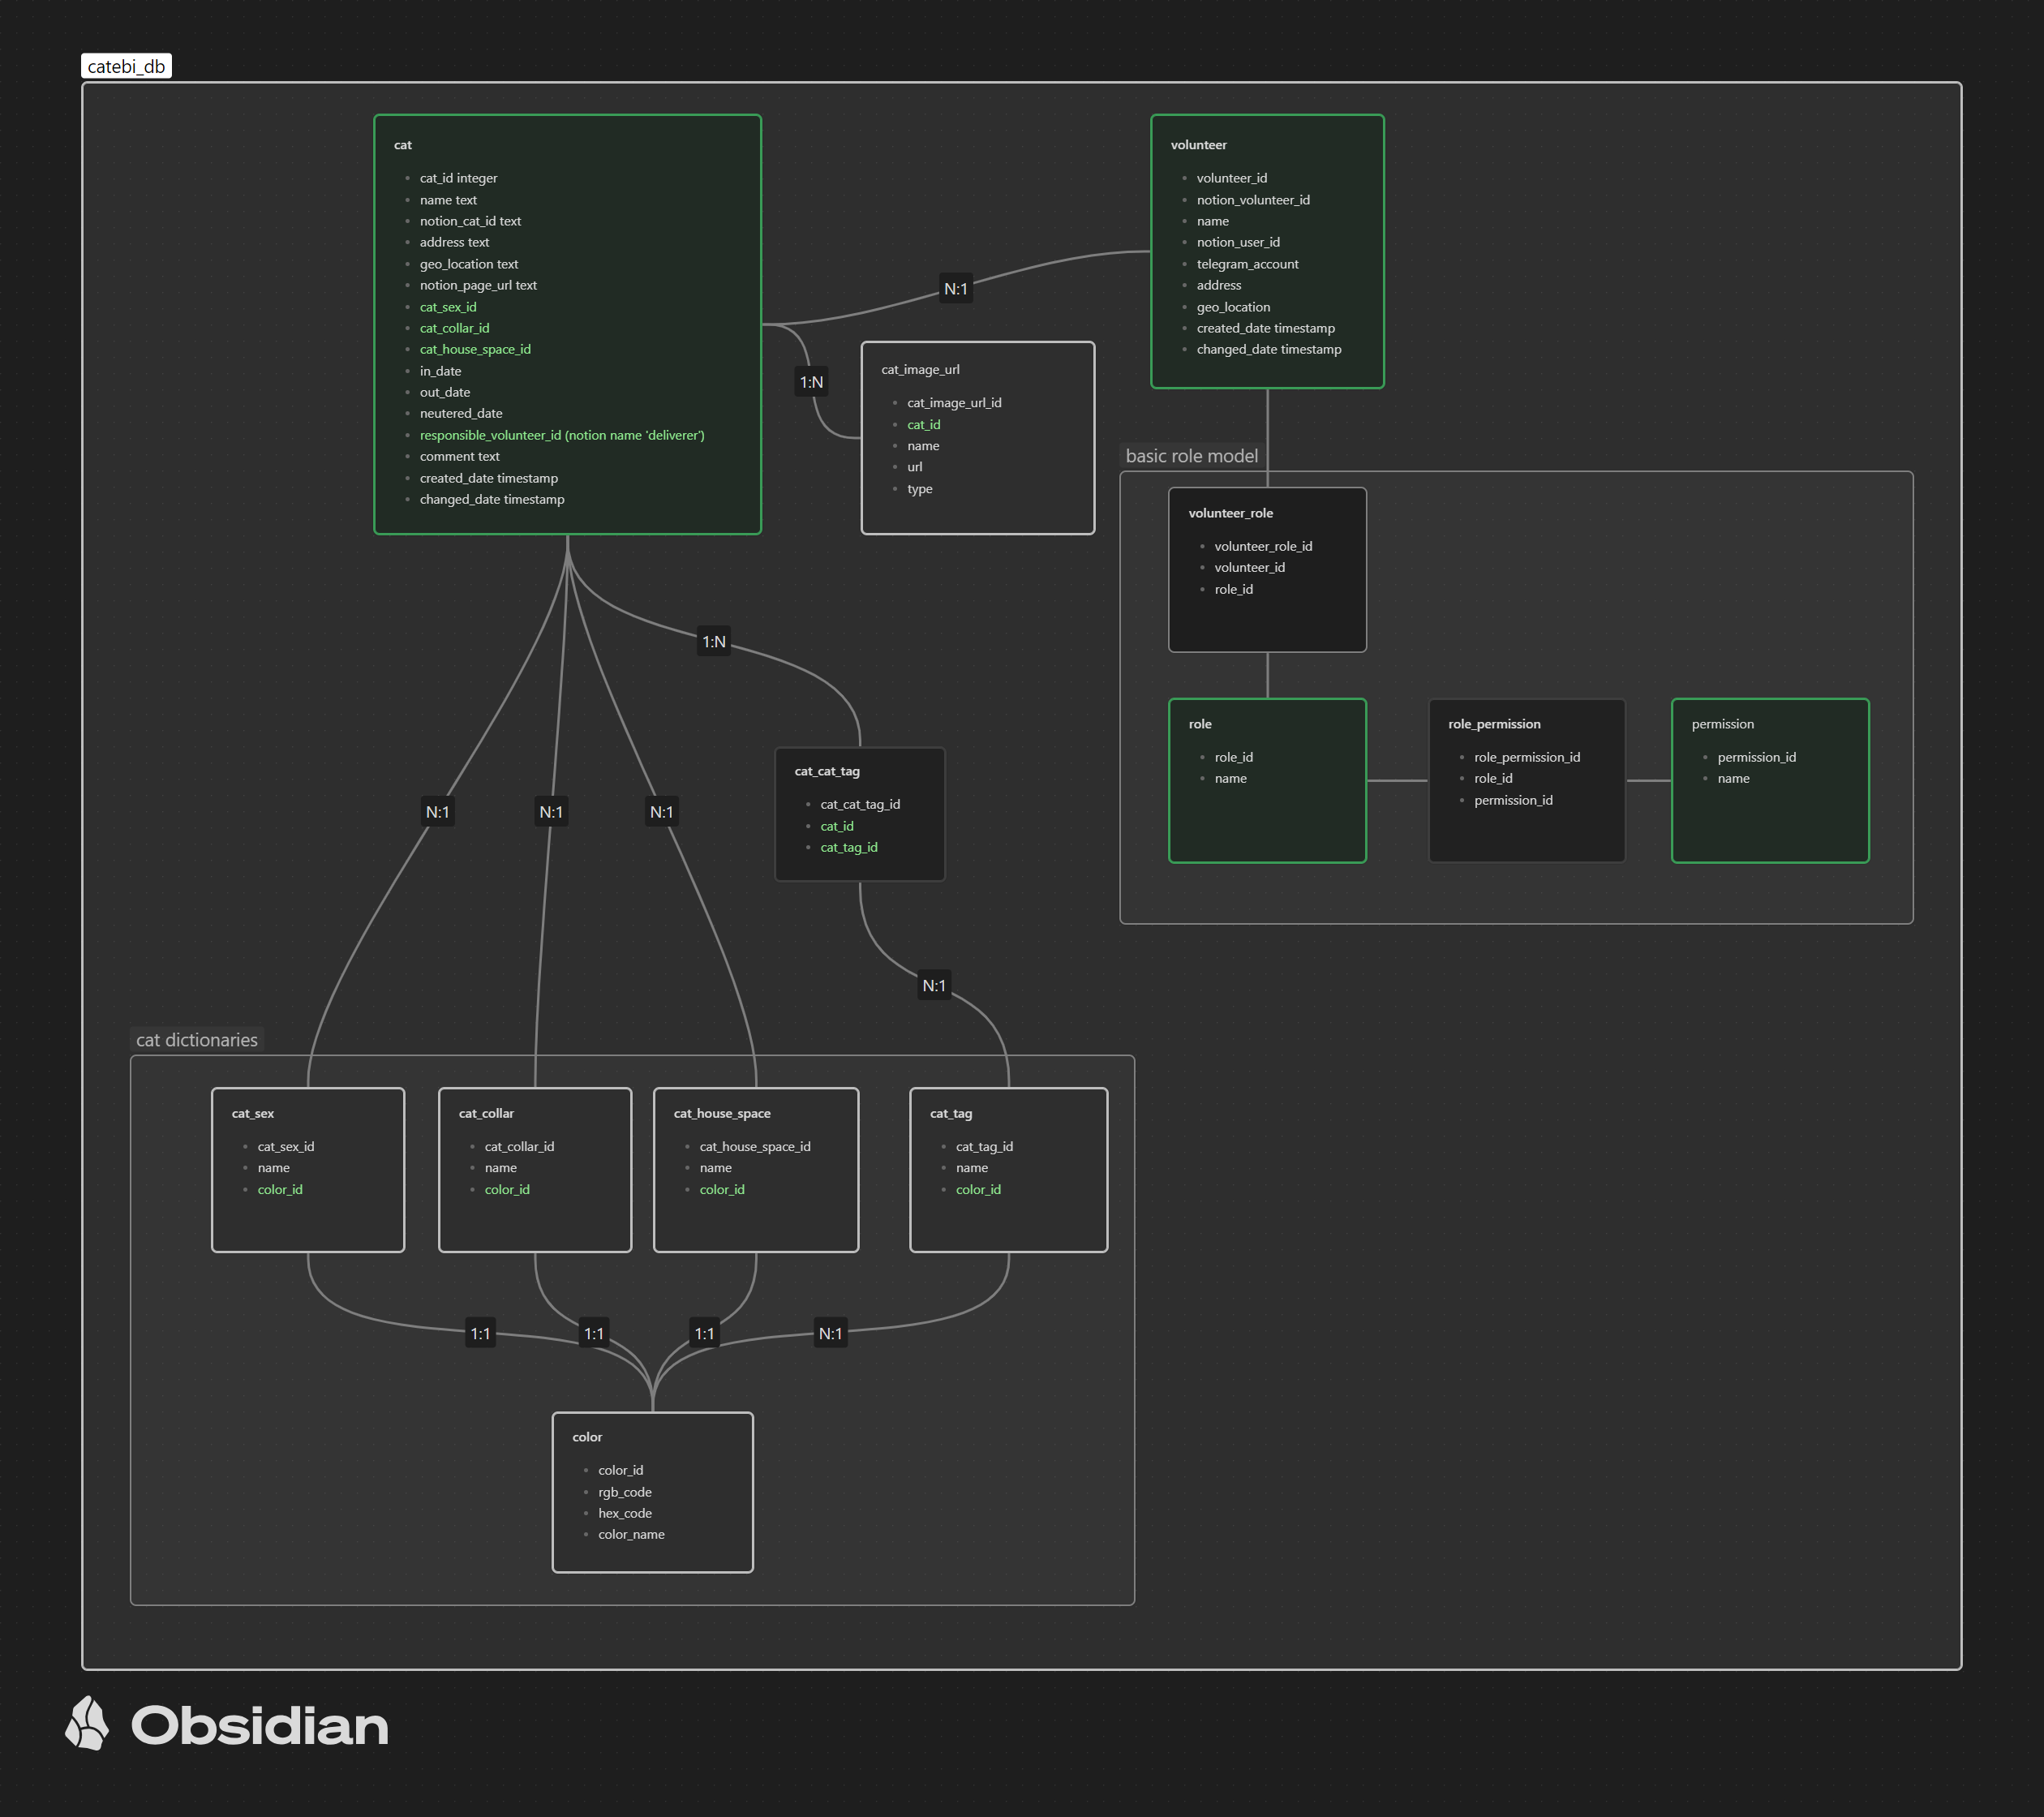 catebi_db
cat
cat_id integer
name text
notion_cat_id text
address text
geo_location text
notion_page_url text
cat_sex_id
cat_collar_id
cat_house_space_id
in_date
out_date
neutered_date
responsible_volunteer_id (notion name 'deliverer')
comment text
created_date timestamp
changed_date timestamp
volunteer
volunteer_id
notion_volunteer_id
name
notion_user_id
telegram_account
address
geo_location
created_date timestamp
changed_date timestamp
N:1
1:N
cat_image_url
cat_image_url_id
cat_id
name
url
type
basic role model
volunteer_role
volunteer_role_id
volunteer_id
role_id
role
role_id
name
role_permission
role_permission_id
role_id
permission_id
permission
permission_id
name
1:N
N:1
N:1
N:1
cat_cat_tag
cat_cat_tag_id
cat_id
cat_tag_id
N:1
cat dictionaries
cat_sex
cat_sex_id
name
color_id
cat_collar
cat_collar_id
name
color_id
cat_house_space
cat_house_space_id
name
color_id
cat_tag
cat_tag_id
name
color_id
1:1
1:1
1:1
N:1
color
color_id
rgb_code
hex_code
color_name
Obsidian